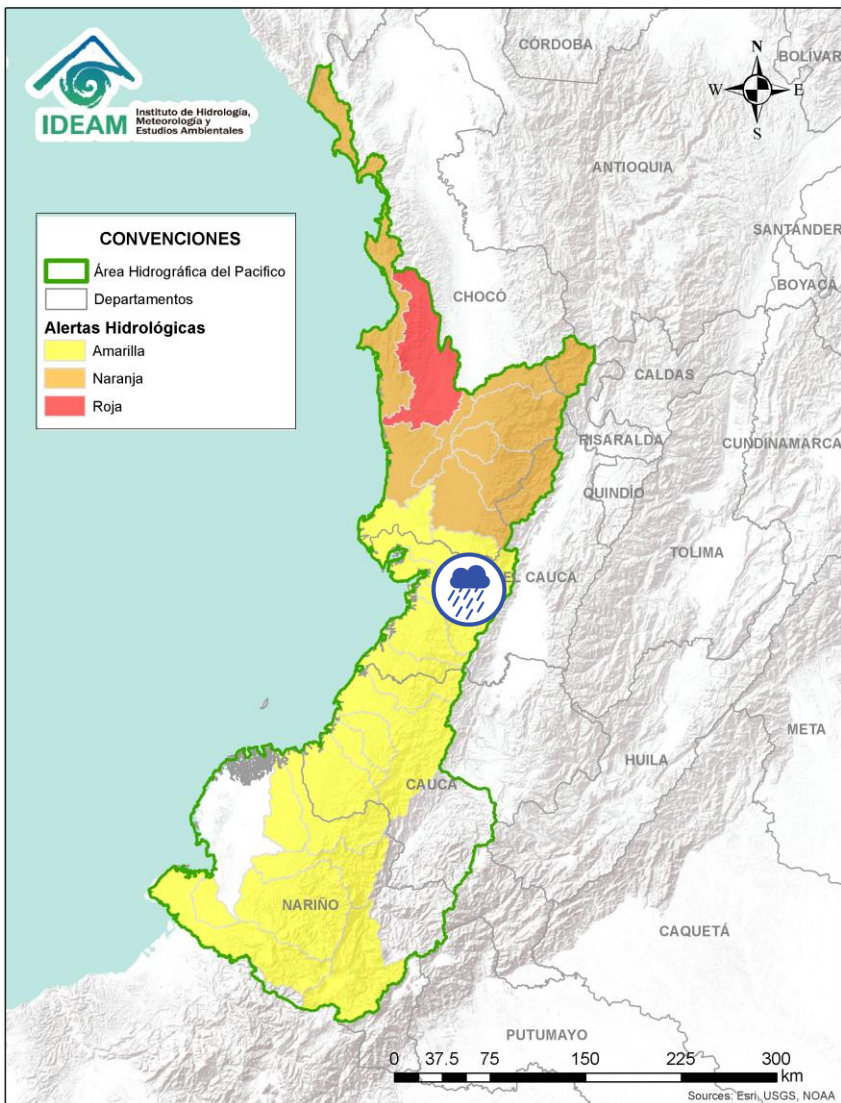 IDEAM
Instituto de Hidrología,
Meteorología y
Estudios Ambientales
CÓRDOBA
BOLÍVAR
N
W
E
S
ANTIOQUIA
SANTANDER
BOYACÁ
CONVENCIONES
Área Hidrográfica del Pacifico
Departamentos
Alertas Hidrológicas
Amarilla
Naranja
Roja
CHOCÓ
CALDAS
RISARALDA
CUNDINAMARCA
QUINDÍO
TOLIMA
EL CAUCA
META
HUILA
CAUCA
NARIÑO
CAQUETÁ
PUTUMAYO
0 37.5 75 150 225 300
km
Sources: Esri, USGS, NOAA